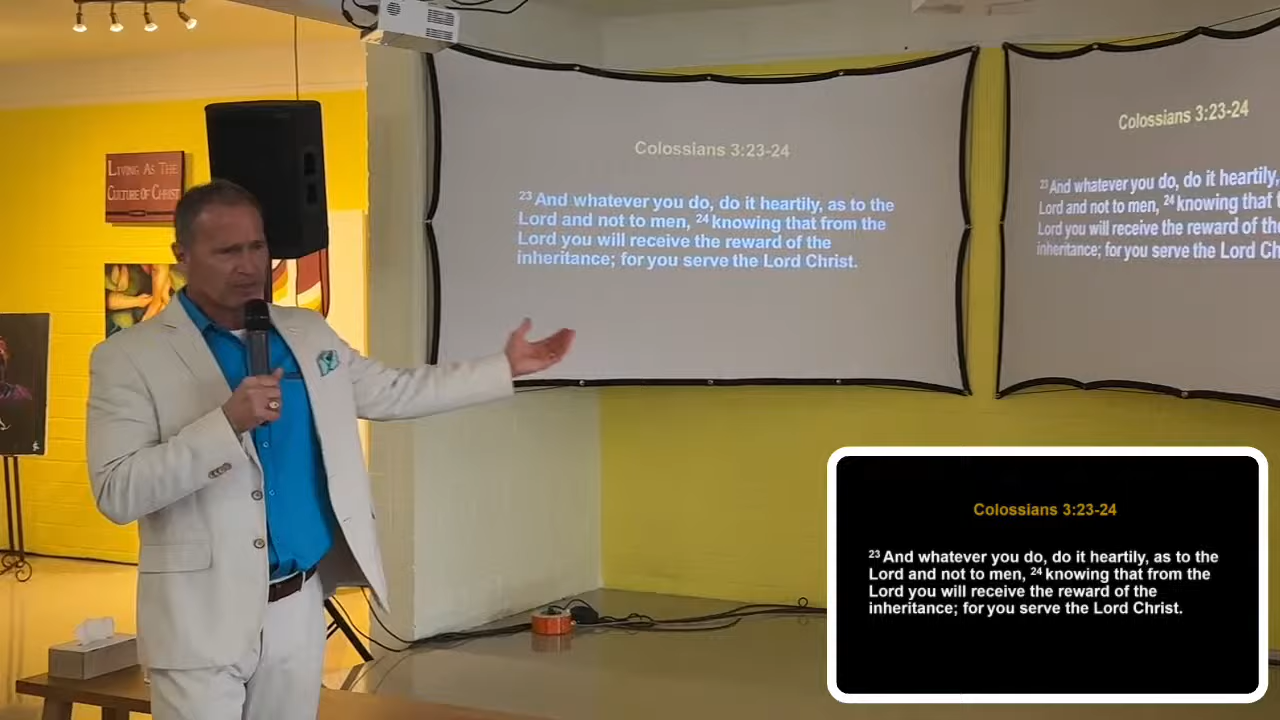 LIVING AS THE
CULTURE OF CHRIST
Colossians 3:23-24
23 And whatever you do, do it heartily, as to the
Lord and not to men, 24 knowing that from the
Lord you will receive the reward of the
inheritance; for you serve the Lord Christ.
Colossians 3:23-24
23 And whatever you do, do it heartily,
Lord and not to men, 24 knowing that
Lord you will receive the reward of
inheritance; for you serve the Lord
Colossians 3:23-24
23 And whatever you do, do it heartily, as to the
Lord and not to men, 24 knowing that from the
Lord you will receive the reward of the
inheritance; for you serve the Lord Christ.